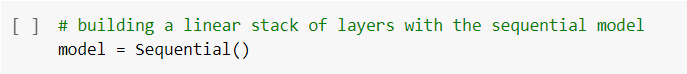 [ ] # building a linear stack of layers with the sequential model
model = Sequential()